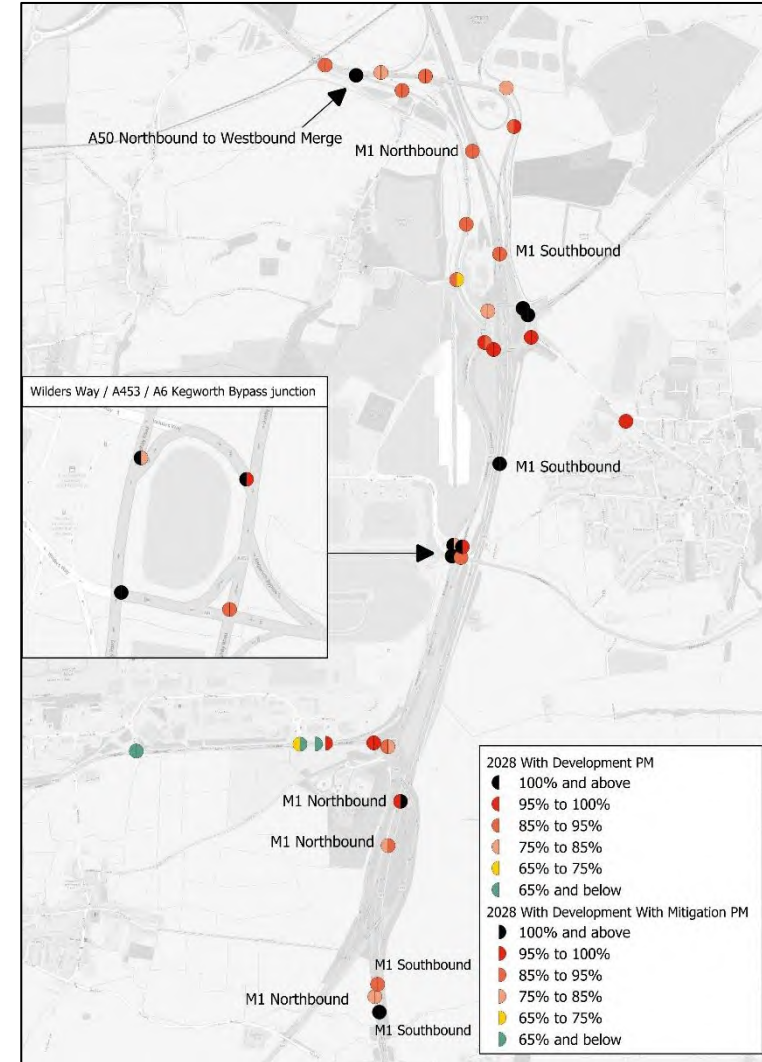 A50 Northbound to Westbound Merge
M1 Northbound
M1 Southbound
Wilders Way / A453 / A6 Kegworth Bypass junction
M1 Southbound
M1 Northbound
M1 Northbound
M1 Southbound
M1 Northbound
M1 Southbound
2028 With Development PM
100% and above
95% to 100%
85% to 95%
75% to 85%
65% to 75%
65% and below
2028 With Development With Mitigation PM
100% and above
95% to 100%
85% to 95%
75% to 85%
65% to 75%
65% and below